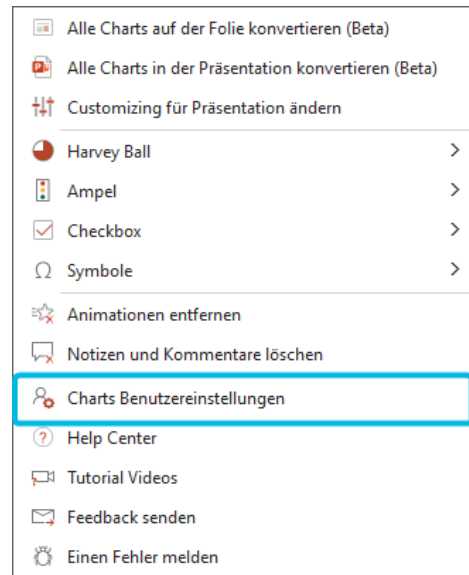 Alle Charts auf der Folie konvertieren (Beta)
Alle Charts in der Präsentation konvertieren (Beta)
Customizing für Präsentation ändern
Harvey Ball
Ampel
Checkbox
Symbole
Animationen entfernen
Notizen und Kommentare löschen
Charts Benutzereinstellungen
Help Center
Tutorial Videos
Feedback senden
Einen Fehler melden